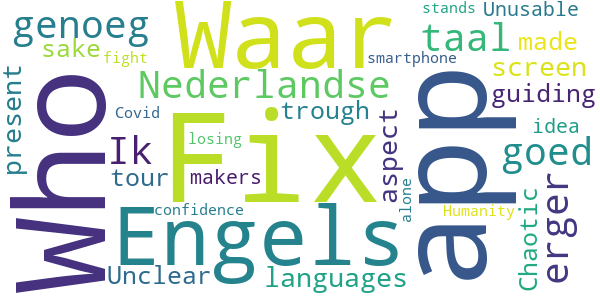 genoeg
Waar
stands
Unusable
sake
fight
smartphone
taal
made
screen
present
who
Nederlandse
app
guiding
Covid
Fix
trough
aspect
idea
Ik
losing
goed
tour
makers
alone
Chaotic
erger
Engels
confidence
Humanity
Unclear
languages